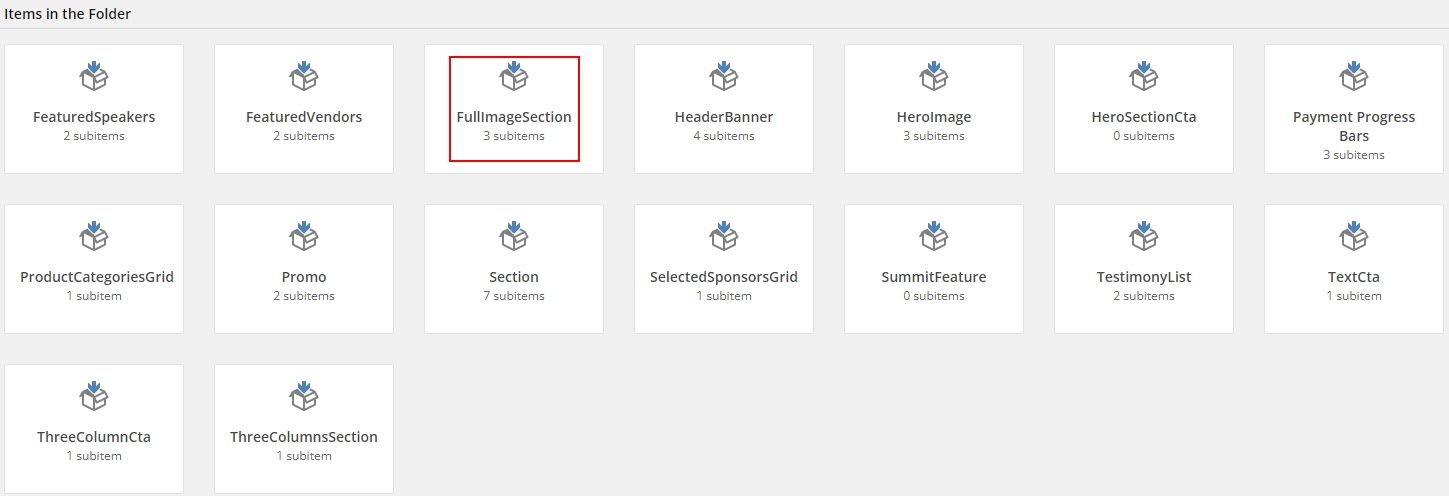 Items in the Folder
FeaturedSpeakers
2 subitems
FeaturedVendors
2 subitems
FullImageSection
3 subitems
HeaderBanner
4 subitems
HeroImage
3 subitems
HeroSectionCta
0 subitems
Payment Progress
Bars
3 subitems
ProductCategoriesGrid
1 subitem
Promo
2 subitems
Section
7 subitems
SelectedSponsorsGrid
1 subitem
SummitFeature
0 subitems
TestimonyList
2 subitems
TextCta
1 subitem
ThreeColumnCta
1 subitem
ThreeColumnsSection
1 subitem